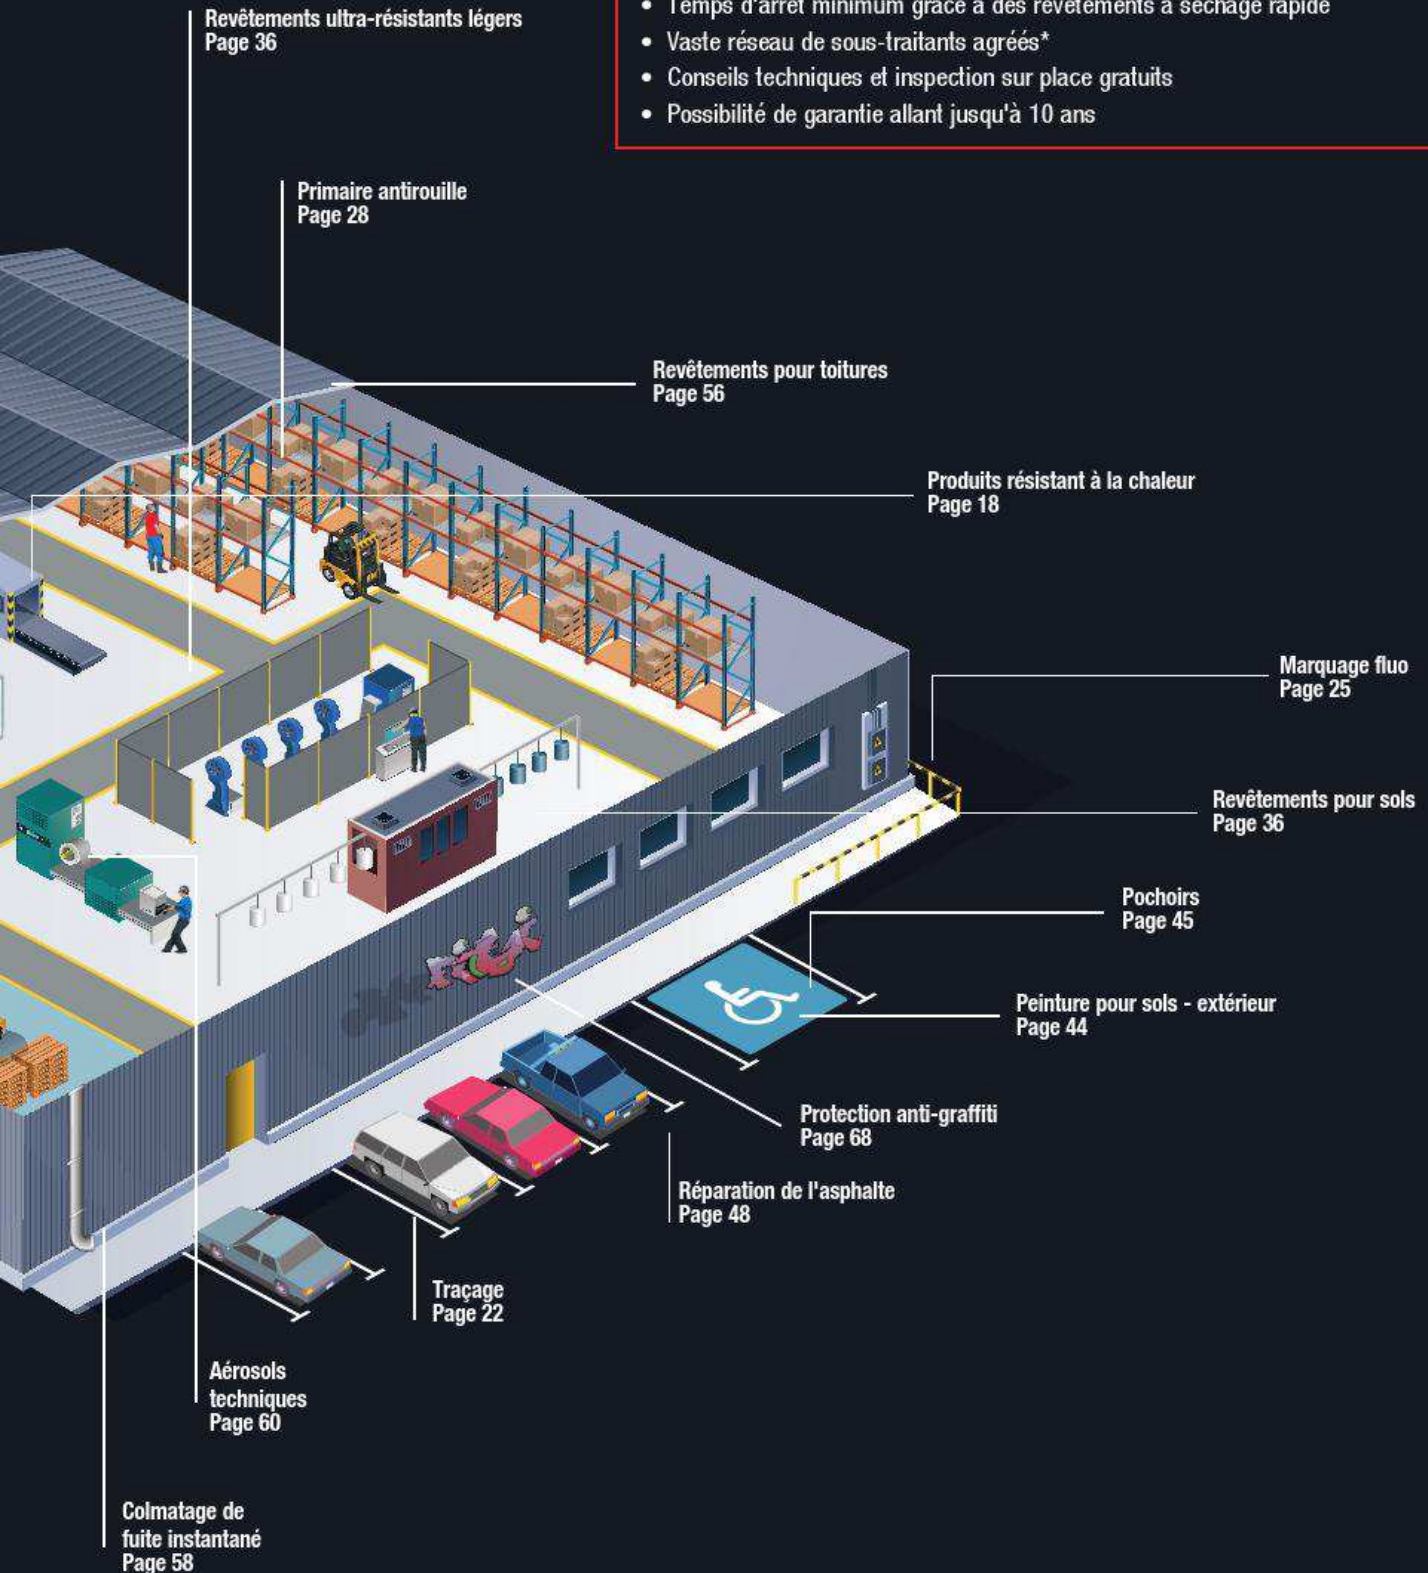 Revêtements ultra-résistants légers
Page 36
• Temps d'arrêt minimum grâce à des revêtements à séchage rapide
• Vaste réseau de sous-traitants agréés*
• Conseils techniques et inspection sur place gratuits
• Possibilité de garantie allant jusqu'à 10 ans
Primaire antirouille
Page 28
Revêtements pour toitures
Page 56
Produits résistant à la chaleur
Page 18
Marquage fluo
Page 25
Revêtements pour sols
Page 36
Pochoirs
Page 45
Peinture pour sols - extérieur
Page 44
Protection anti-graffiti
Page 68
Réparation de l'asphalte
Page 48
Traçage
Page 22
Aérosols
techniques
Page 60
Colmatage de
fuite instantané
Page 58